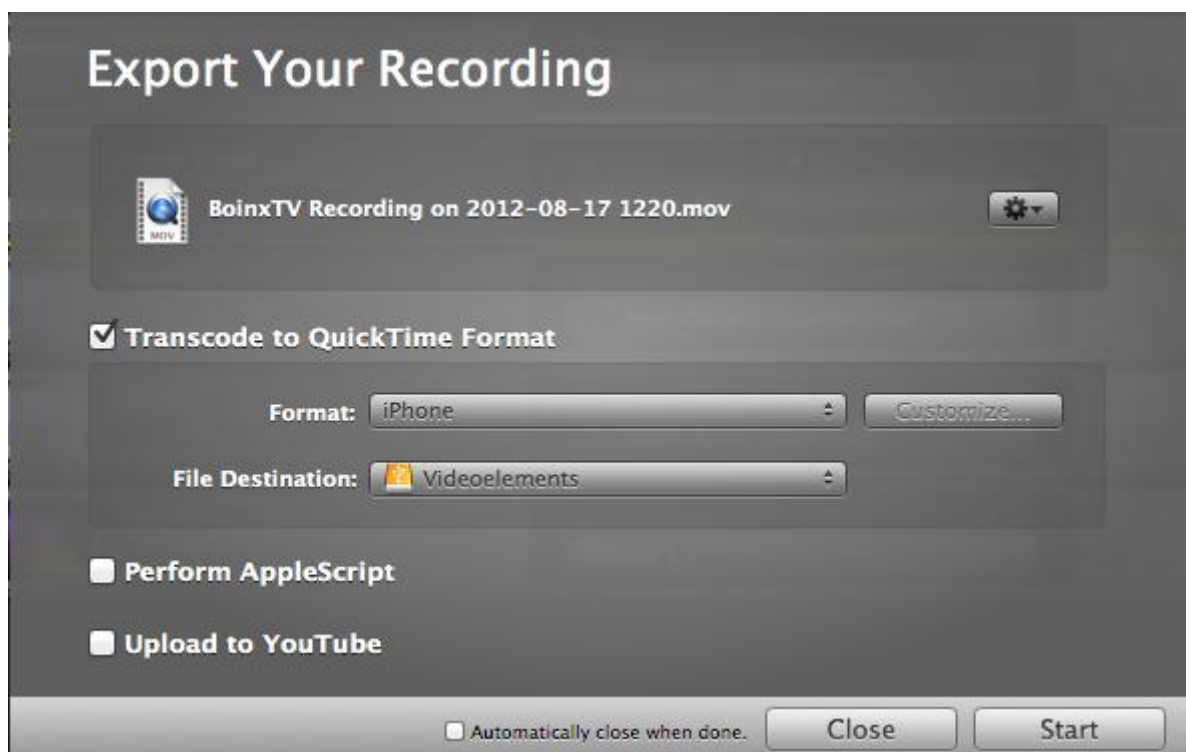 Export Your Recording
MOV
BoinxTV Recording on 2012-08-17 1220.mov
Transcode to QuickTime Format
Format: iPhone Customize...
File Destination: Videoelements
Perform AppleScript
Upload to YouTube
Automatically close when done. Close Start